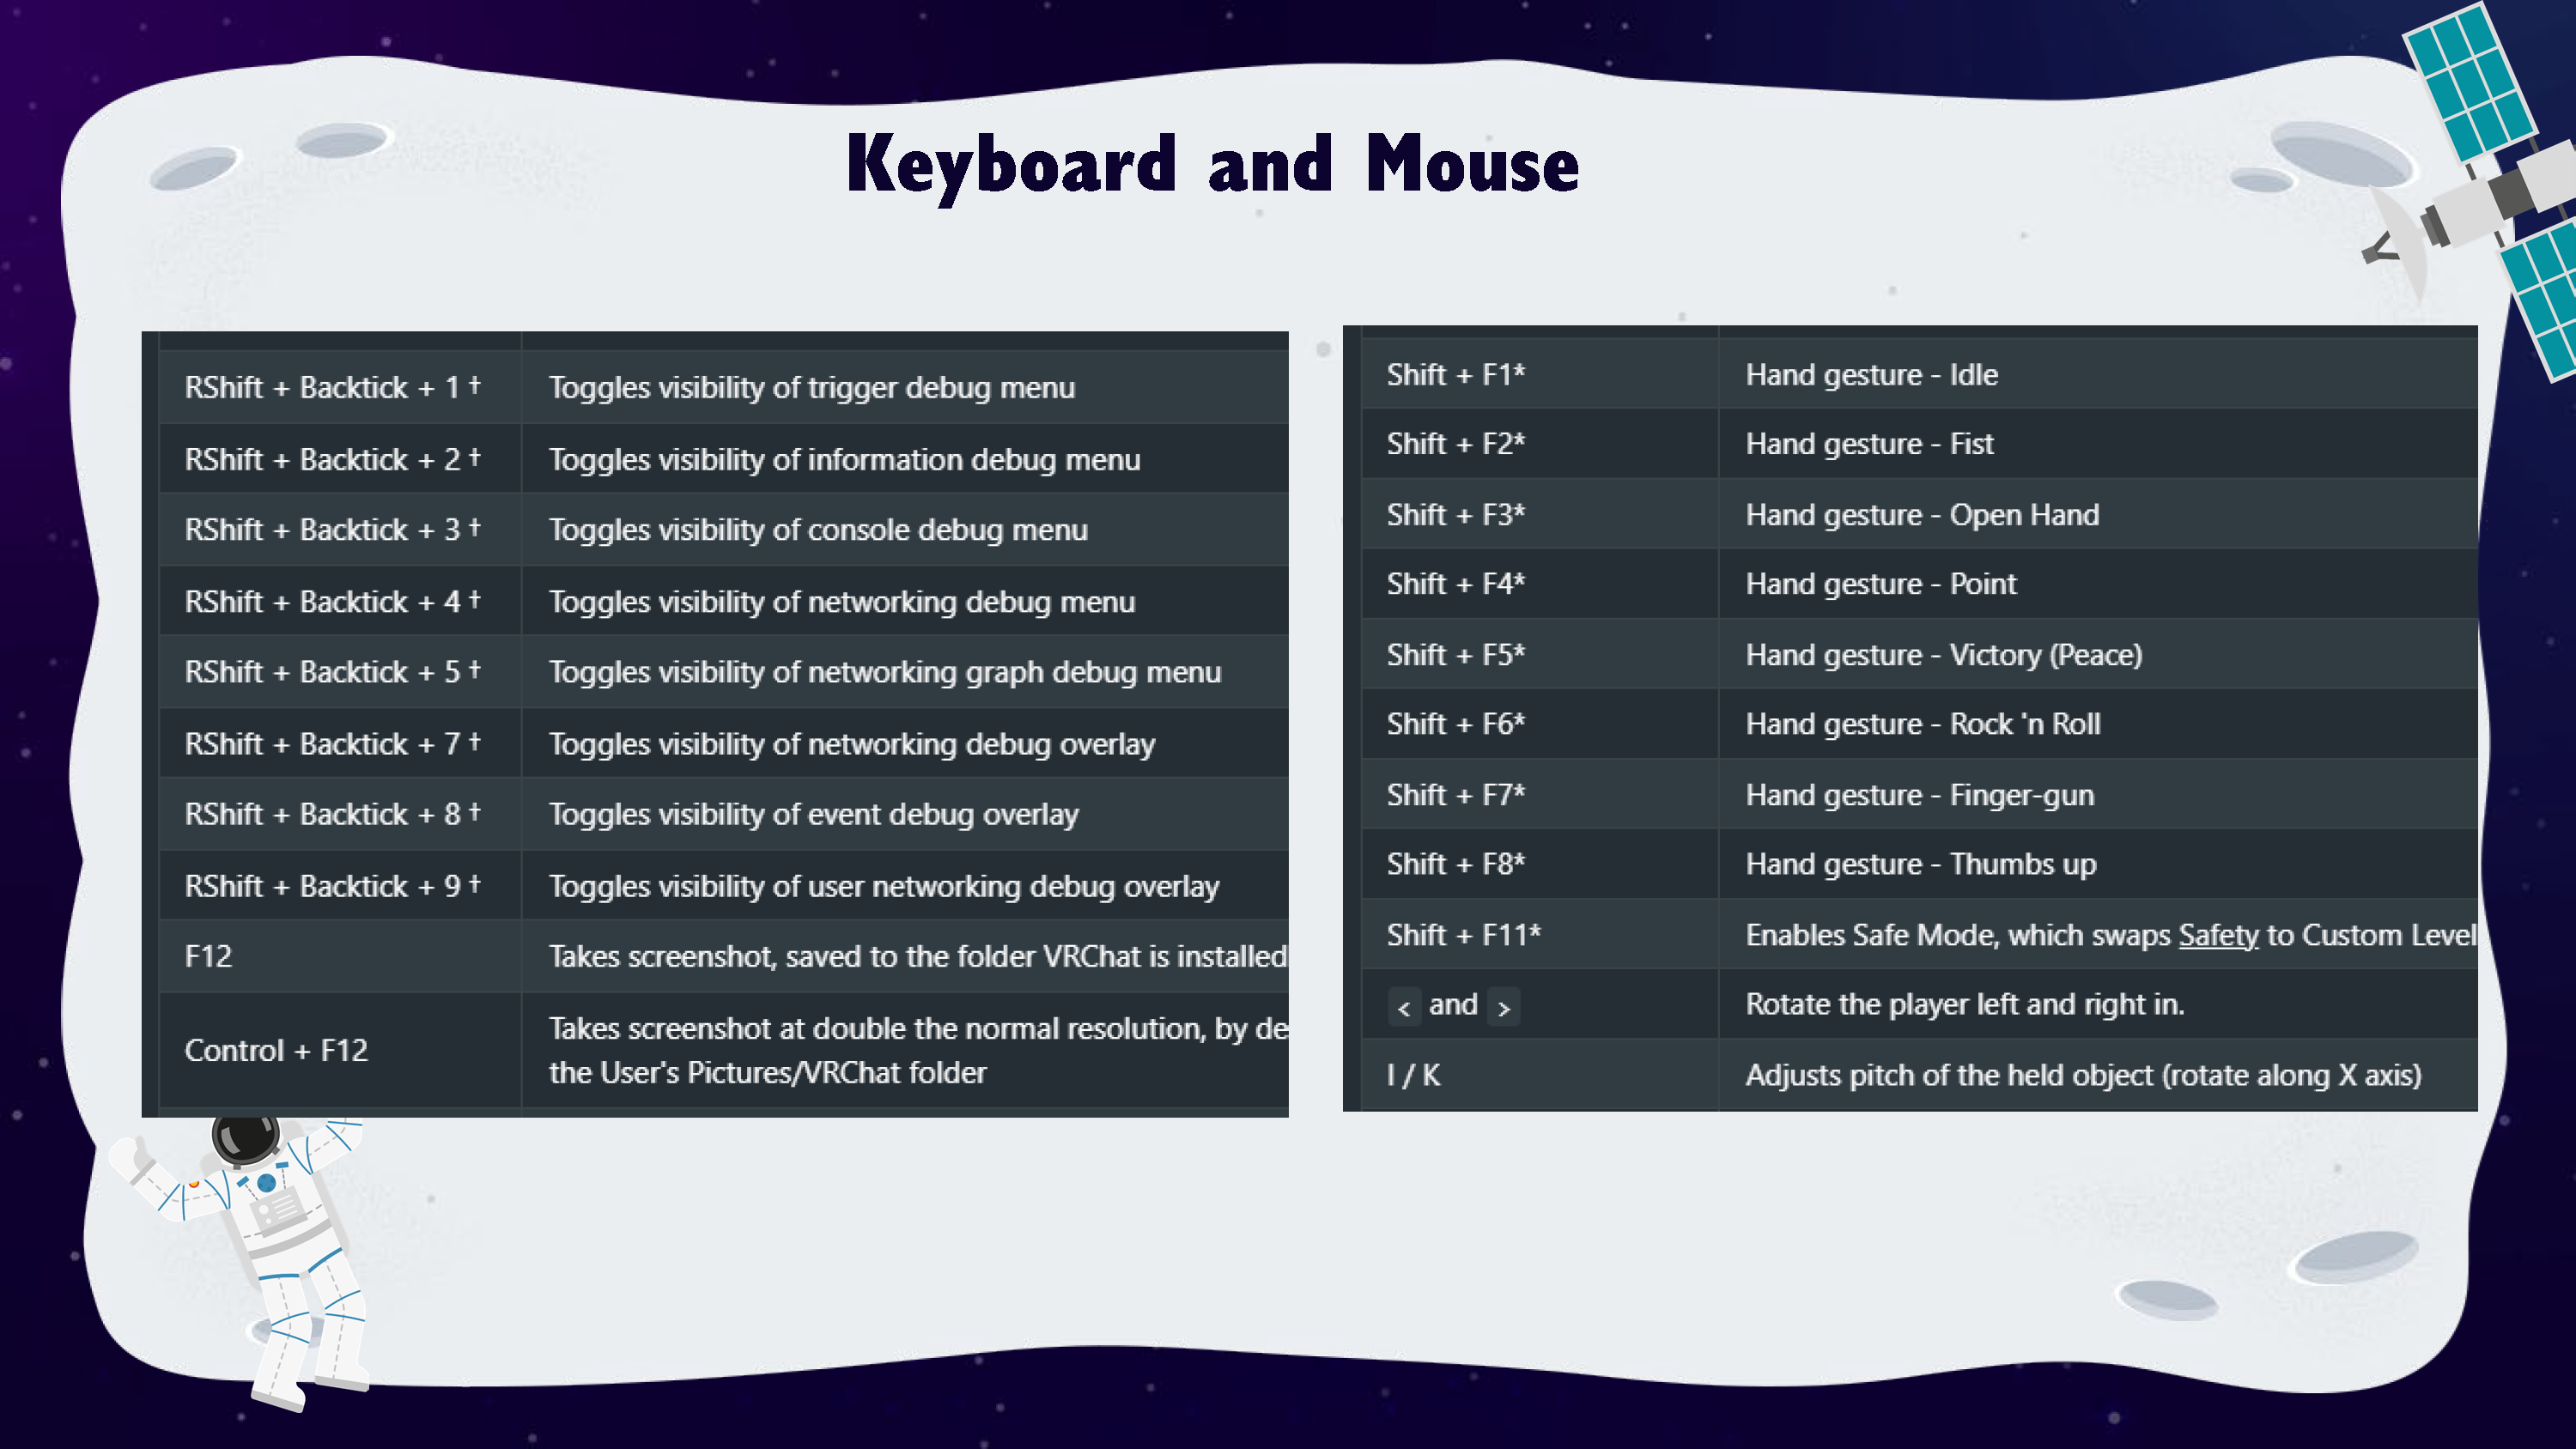 Keyboard and Mouse
RShift + Backtick + 1 † Toggles visibility of trigger debug menu
RShift + Backtick + 2 † Toggles visibility of information debug menu
RShift + Backtick + 3 † Toggles visibility of console debug menu
RShift + Backtick + 4 † Toggles visibility of networking debug menu
RShift + Backtick + 5 † Toggles visibility of networking graph debug menu
RShift + Backtick + 7 † Toggles visibility of networking debug overlay
RShift + Backtick + 8 † Toggles visibility of event debug overlay
RShift + Backtick + 9 † Toggles visibility of user networking debug overlay
F12 Takes screenshot, saved to the folder VRChat is installed
Control + F12 Takes screenshot at double the normal resolution, by de
the User's Pictures/VRChat folder
Shift + F1* Hand gesture - Idle
Shift + F2* Hand gesture - Fist
Shift + F3* Hand gesture - Open Hand
Shift + F4* Hand gesture - Point
Shift + F5* Hand gesture - Victory (Peace)
Shift + F6* Hand gesture - Rock 'n Roll
Shift + F7* Hand gesture - Finger-gun
Shift + F8* Hand gesture - Thumbs up
Shift + F11* Enables Safe Mode, which swaps Safety to Custom Level
< and > Rotate the player left and right in.
I / K Adjusts pitch of the held object (rotate along X axis)